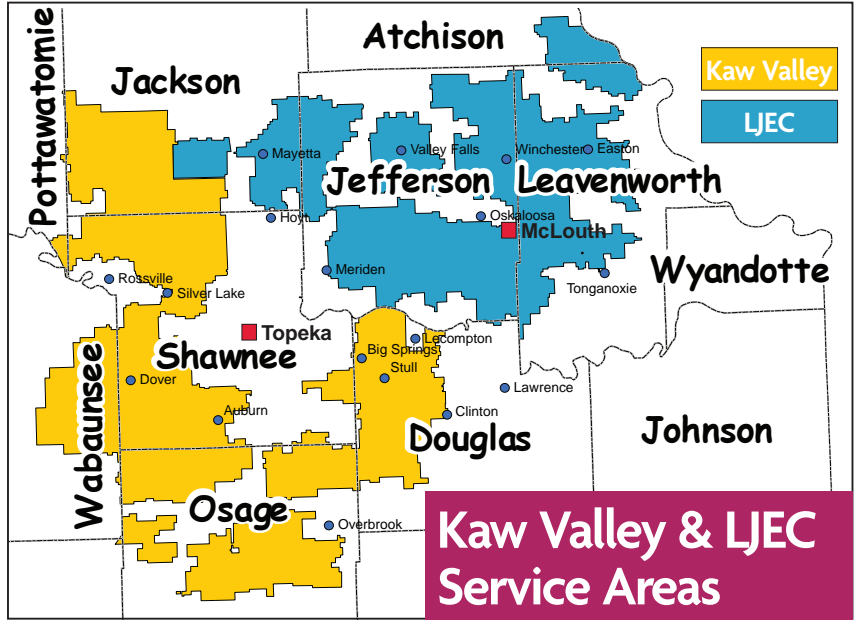 Atchison
Pottawatomie
Jackson
Kaw Valley
LJEC
Mayetta
Valley Falls
Winchester
Easton
Jefferson
Leavenworth
Hoyt
Oskaloosa
McLouth
Rossville
Silver Lake
Meriden
Tonganoxie
Wyandotte
Topeka
Shawnee
Lecompton
Big Springs
Stull
Wabaunsee
Dover
Auburn
Lawrence
Clinton
Douglas
Johnson
Osage
Overbrook
Kaw Valley & LJEC
Service Areas